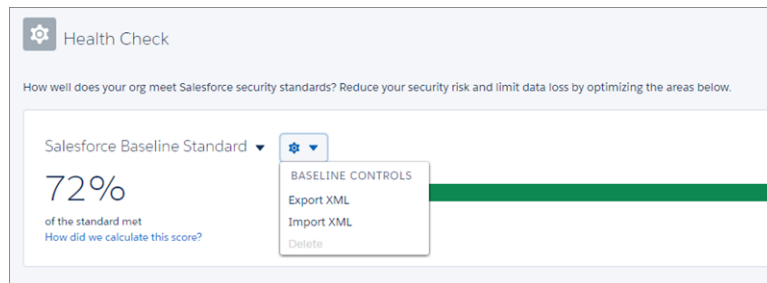 Health Check
How well does your org meet Salesforce security standards? Reduce your security risk and limit data loss by optimizing the areas below.
Salesforce Baseline Standard
72%
of the standard met
How did we calculate this score?
BASELINE CONTROLS
Export XML
Import XML
Delete